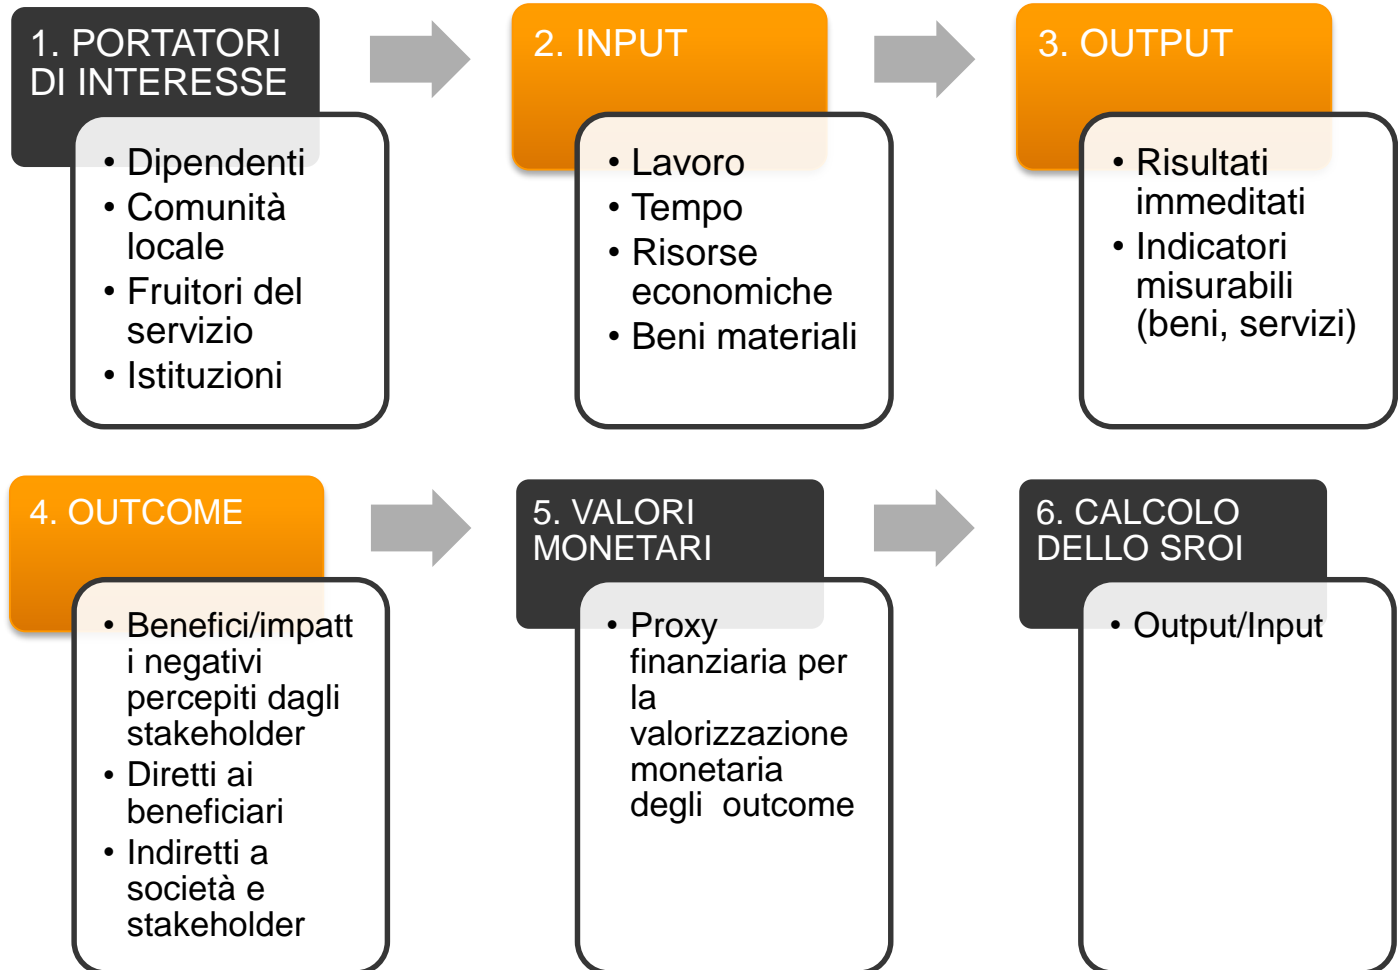 1. PORTATORI
DI INTERESSE
• Dipendenti
• Comunità
locale
• Fruitori del
servizio
• Istituzioni
2. INPUT
• Lavoro
• Tempo
• Risorse
economiche
• Beni materiali
3. OUTPUT
• Risultati
immeditati
• Indicatori
misurabili
(beni, servizi)
4. OUTCOME
• Benefici/impatt
i negativi
percepiti dagli
stakeholder
• Diretti ai
beneficiari
• Indiretti a
società e
stakeholder
5. VALORI
MONETARI
• Proxy
finanziaria per
la
valorizzazione
monetaria
degli outcome
6. CALCOLO
DELLO SROI
• Output/Input